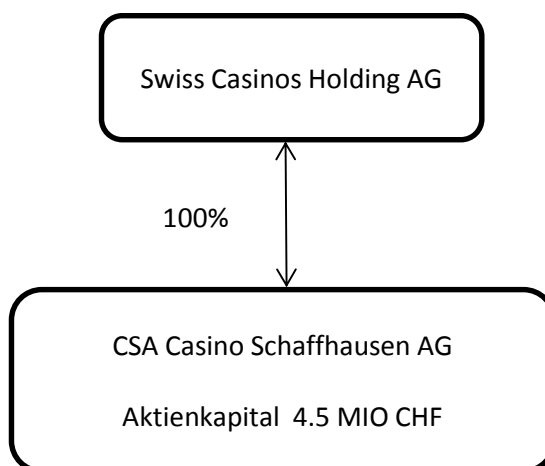 Swiss Casinos Holding AG
100%
CSA Casino Schaffhausen AG
Aktienkapital 4.5 MIO CHF